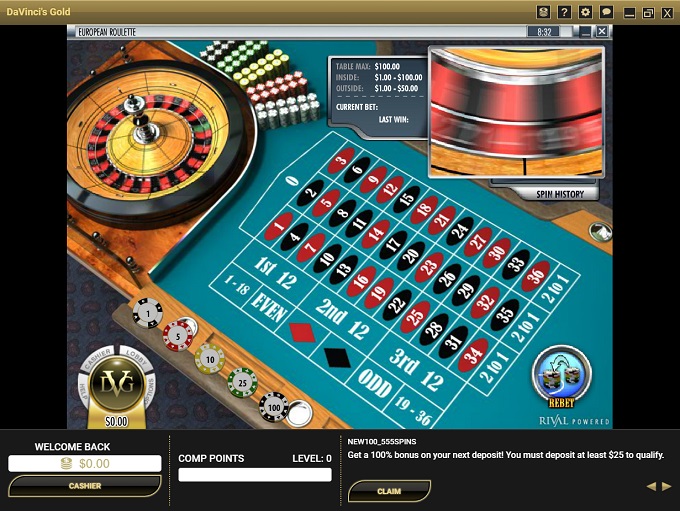 DaVinci's Gold
?
EUROPEAN ROULETTE
8:32
TABLE MAX: $100.00
INSIDE: $1.00 - $100.00
OUTSIDE: $1.00 - $50.00
CURRENT BET:
LAST WIN:
SPIN HISTORY
0
3 6 9 12 15 18 21 24 27 30 33 36 2 TO 1
2 5 8 11 14 17 20 23 26 29 32 35 2 TO 1
1 4 7 10 13 16 19 22 25 28 31 34 2 TO 1
1st 12 2nd 12 3rd 12
1 - 18 EVEN ODD 19 - 36
1
5
10
25
100
HELP CASHIER LOBBY OPTIONS
DVG
$0.00
REBET
RIVAL POWERED
WELCOME BACK
$0.00
CASHIER
COMP POINTS LEVEL: 0
NEW100_555SPINS
Get a 100% bonus on your next deposit! You must deposit at least $25 to qualify.
CLAIM